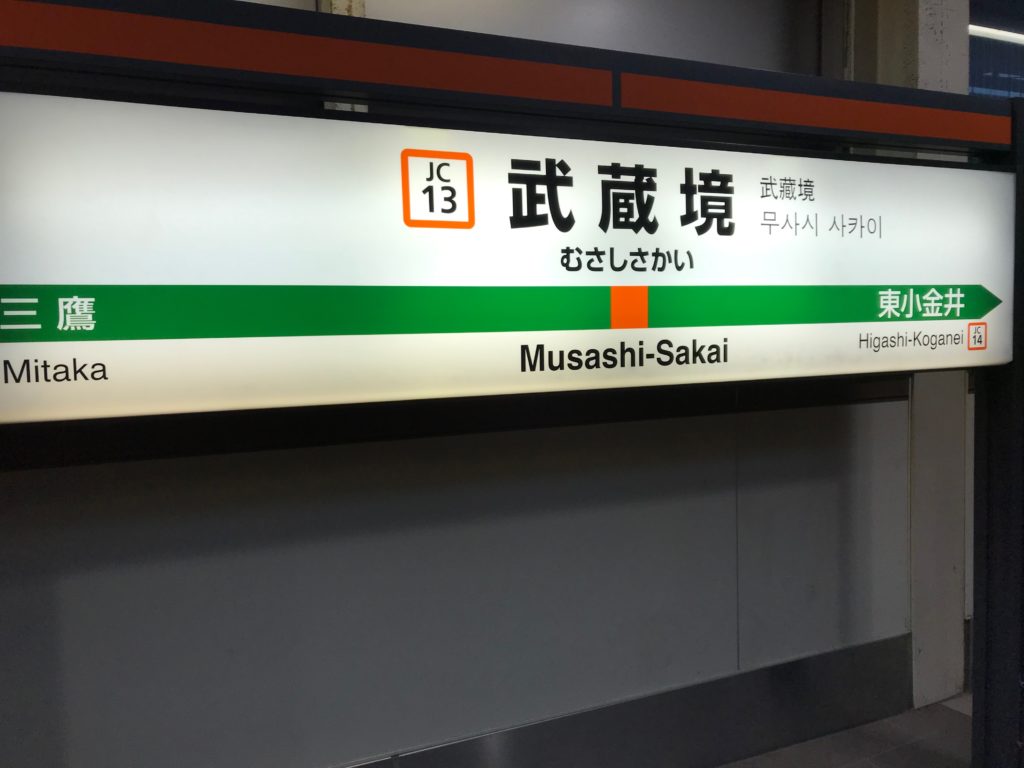 JC
13
武蔵境
武藏境
무사시 사카이
むさしさかい
三鷹
東小金井
Mitaka
Musashi-Sakai
Higashi-Koganei
JC
14